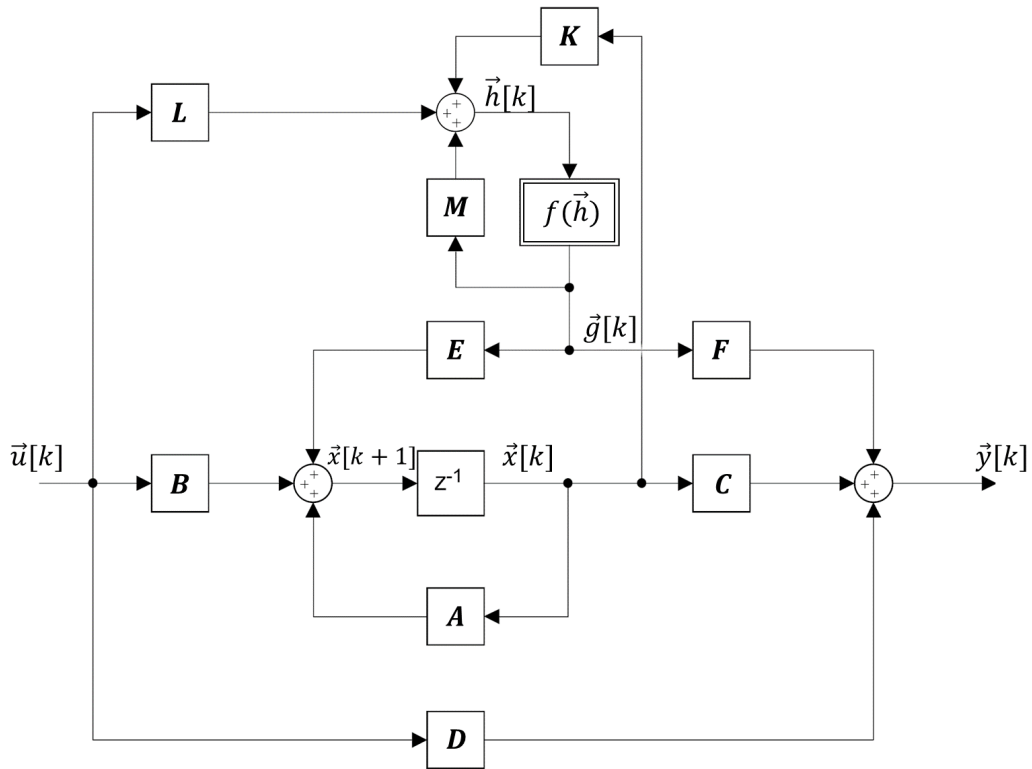 K
L
h⃗[k]
+
+
+
M
f(h⃗)
E
g⃗[k]
F
u⃗[k]
B
+
+
+
x⃗[k + 1]
z⁻¹
x⃗[k]
C
+
+
+
y⃗[k]
A
D